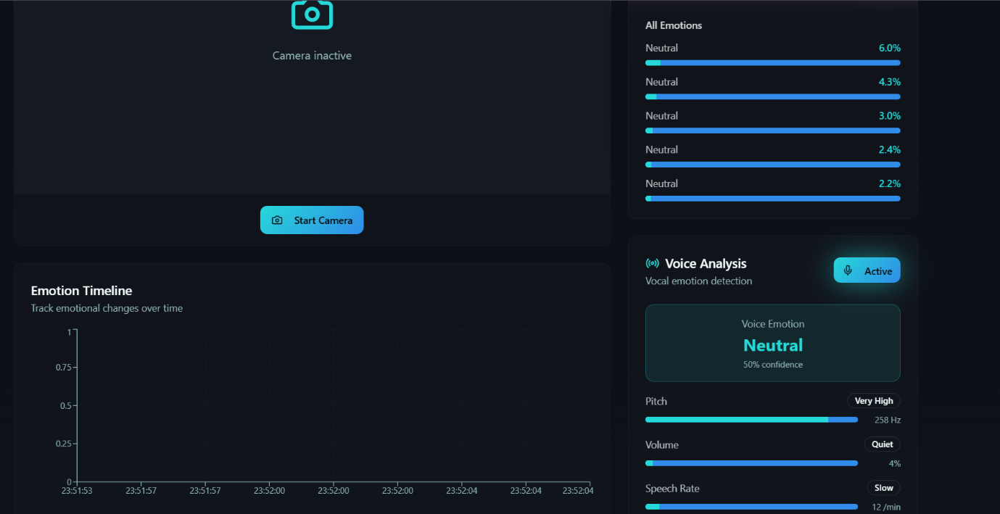 Camera inactive
Start Camera
Emotion Timeline
Track emotional changes over time
1
0.75
0.5
0.25
0
23:51:53 23:51:57 23:51:57 23:52:00 23:52:00 23:52:00 23:52:04 23:52:04 23:52:04
All Emotions
Neutral 6.0%
Neutral 4.3%
Neutral 3.0%
Neutral 2.4%
Neutral 2.2%
Voice Analysis
Vocal emotion detection
Active
Voice Emotion
Neutral
50% confidence
Pitch Very High
258 Hz
Volume Quiet
4%
Speech Rate Slow
12 /min